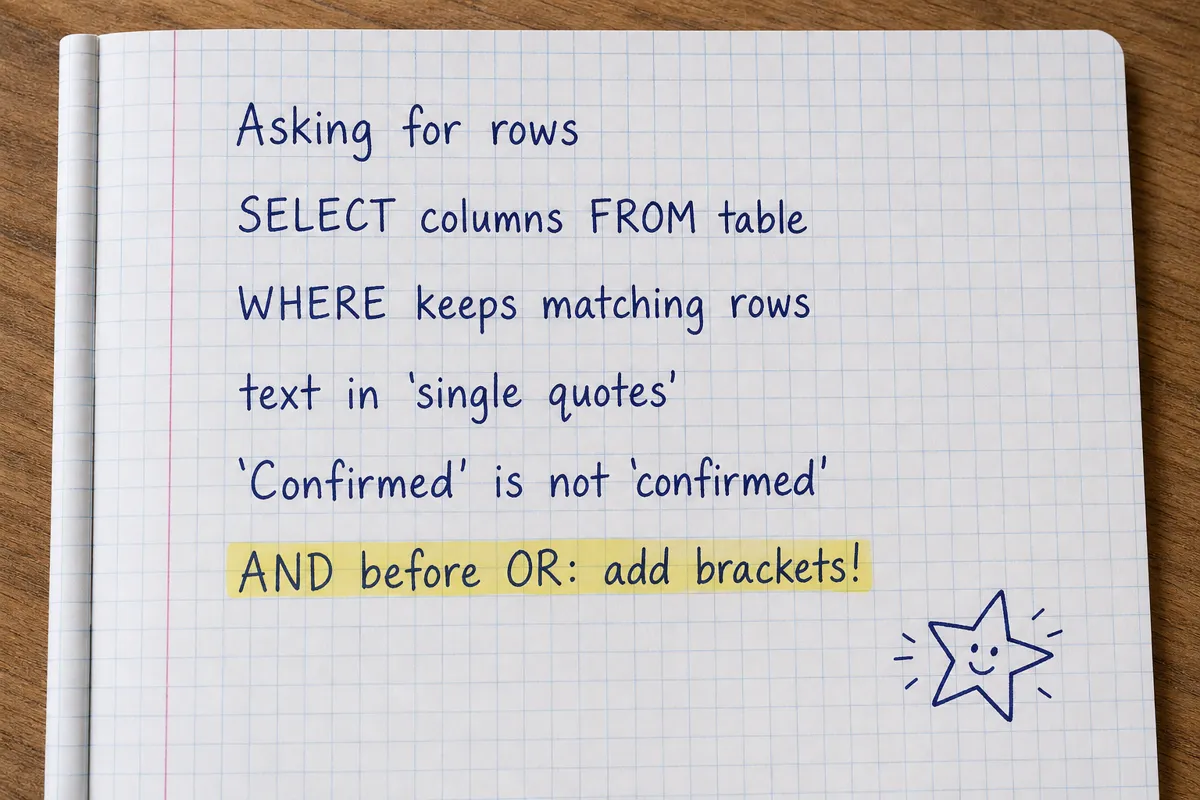 Asking for rows
SELECT columns FROM table
WHERE keeps matching rows
text in 'single quotes'
'Confirmed' is not 'confirmed'
AND before OR: add brackets!